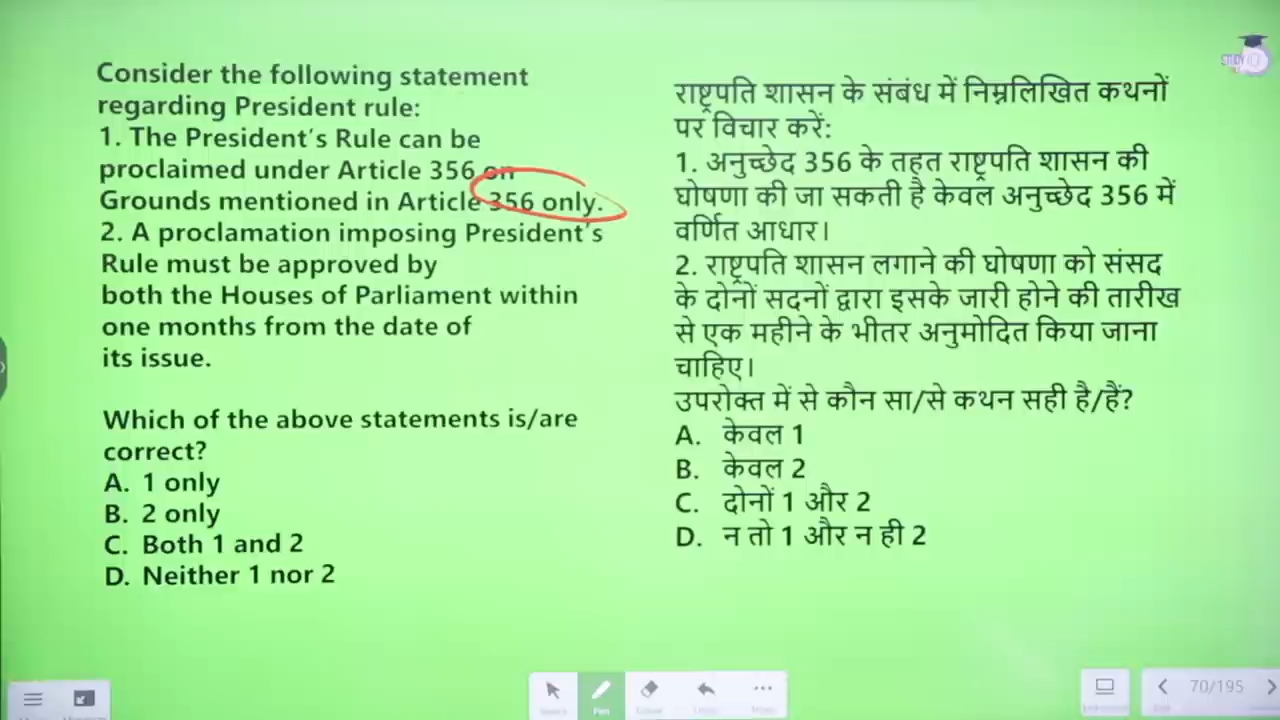 Consider the following statement
regarding President rule:
1. The President's Rule can be
proclaimed under Article 356 on
Grounds mentioned in Article 356 only.
2. A proclamation imposing President's
Rule must be approved by
both the Houses of Parliament within
one months from the date of
its issue.
Which of the above statements is/are
correct?
A. 1 only
B. 2 only
C. Both 1 and 2
D. Neither 1 nor 2
राष्ट्रपति शासन के संबंध में निम्नलिखित कथनों
पर विचार करें:
1. अनुच्छेद 356 के तहत राष्ट्रपति शासन की
घोषणा की जा सकती है केवल अनुच्छेद 356 में
वर्णित आधार।
2. राष्ट्रपति शासन लगाने की घोषणा को संसद
के दोनों सदनों द्वारा इसके जारी होने की तारीख
से एक महीने के भीतर अनुमोदित किया जाना
चाहिए।
उपरोक्त में से कौन सा/से कथन सही है/हैं?
A. केवल 1
B. केवल 2
C. दोनों 1 और 2
D. न तो 1 और न ही 2
Pen
70/195